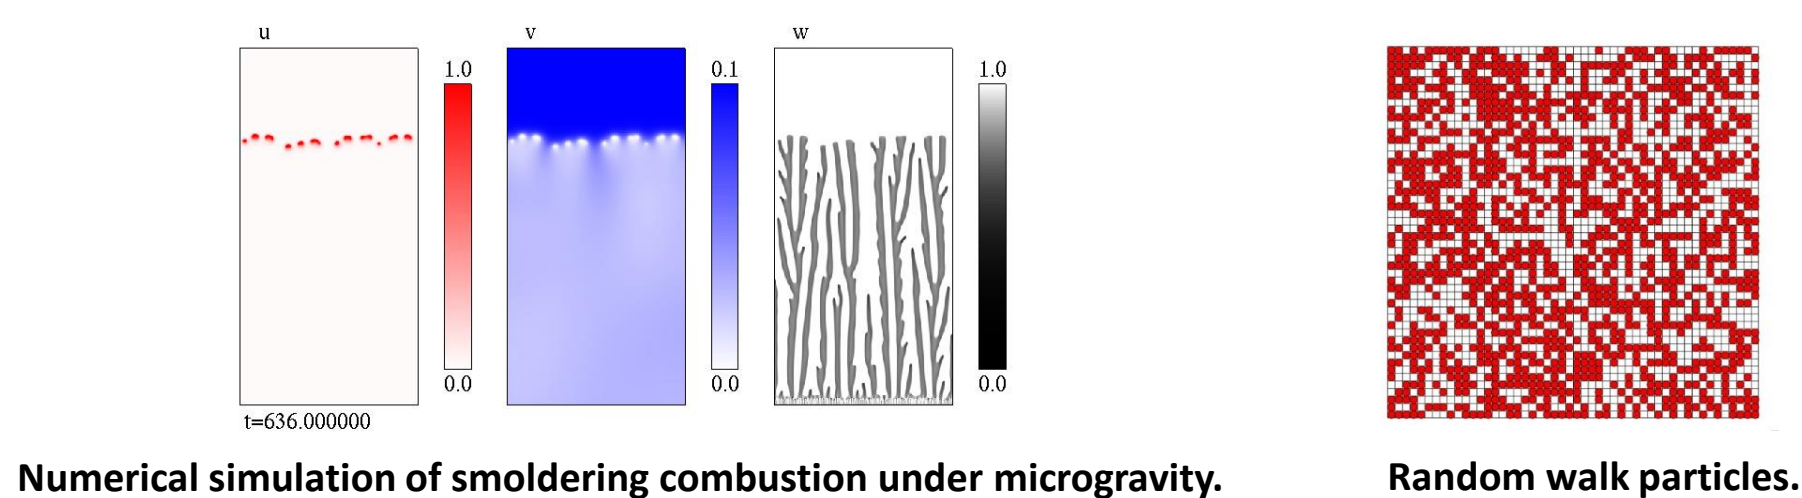 u
v
w
1.0
0.1
1.0
0.0
0.0
0.0
t=636.000000
Numerical simulation of smoldering combustion under microgravity.
Random walk particles.